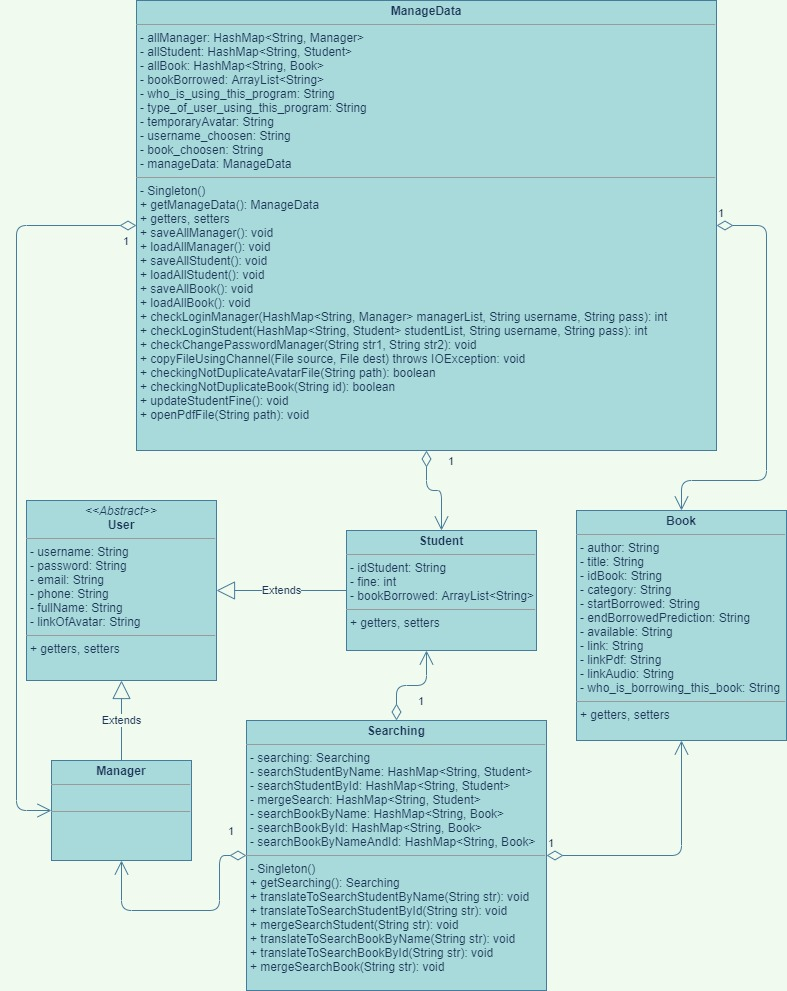 ManageData
- allManager: HashMap<String, Manager>
- allStudent: HashMap<String, Student>
- allBook: HashMap<String, Book>
- bookBorrowed: ArrayList<String>
- who_is_using_this_program: String
- type_of_user_using_this_program: String
- temporaryAvatar: String
- username_choosen: String
- book_choosen: String
- manageData: ManageData
- Singleton()
+ getManageData(): ManageData
+ getters, setters
+ saveAllManager(): void
+ loadAllManager(): void
+ saveAllStudent(): void
+ loadAllStudent(): void
+ saveAllBook(): void
+ loadAllBook(): void
+ checkLoginManager(HashMap<String, Manager> managerList, String username, String pass): int
+ checkLoginStudent(HashMap<String, Student> studentList, String username, String pass): int
+ checkChangePasswordManager(String str1, String str2): void
+ copyFileUsingChannel(File source, File dest) throws IOException: void
+ checkingNotDuplicateAvatarFile(String path): boolean
+ checkingNotDuplicateBook(String id): boolean
+ updateStudentFine(): void
+ openPdfFile(String path): void
1
1
1
<<Abstract>>
User
- username: String
- password: String
- email: String
- phone: String
- fullName: String
- linkOfAvatar: String
+ getters, setters
Extends
Student
- idStudent: String
- fine: int
- bookBorrowed: ArrayList<String>
+ getters, setters
Book
- author: String
- title: String
- idBook: String
- category: String
- startBorrowed: String
- endBorrowedPrediction: String
- available: String
- link: String
- linkPdf: String
- linkAudio: String
- who_is_borrowing_this_book: String
+ getters, setters
Extends
1
Manager
Searching
- searching: Searching
- searchStudentByName: HashMap<String, Student>
- searchStudentById: HashMap<String, Student>
- mergeSearch: HashMap<String, Student>
- searchBookByName: HashMap<String, Book>
- searchBookById: HashMap<String, Book>
- searchBookByNameAndId: HashMap<String, Book>
- Singleton()
+ getSearching(): Searching
+ translateToSearchStudentByName(String str): void
+ translateToSearchStudentById(String str): void
+ mergeSearchStudent(String str): void
+ translateToSearchBookByName(String str): void
+ translateToSearchBookById(String str): void
+ mergeSearchBook(String str): void
1
1